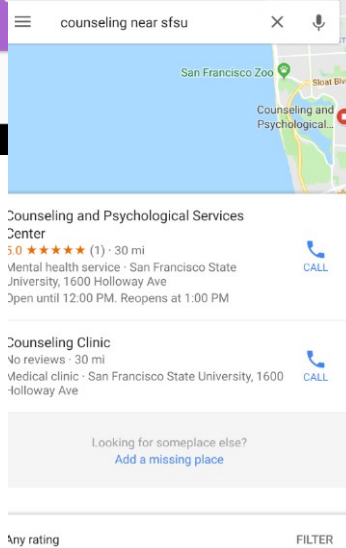 counseling near sfsu
San Francisco Zoo
Sloat Blv
Counseling and
Psychological...
Counseling and Psychological Services
Center
5.0 ★★★★★ (1) · 30 mi
Mental health service · San Francisco State
University, 1600 Holloway Ave
Open until 12:00 PM. Reopens at 1:00 PM
CALL
Counseling Clinic
No reviews · 30 mi
Medical clinic · San Francisco State University, 1600
Holloway Ave
CALL
Looking for someplace else?
Add a missing place
Any rating
FILTER